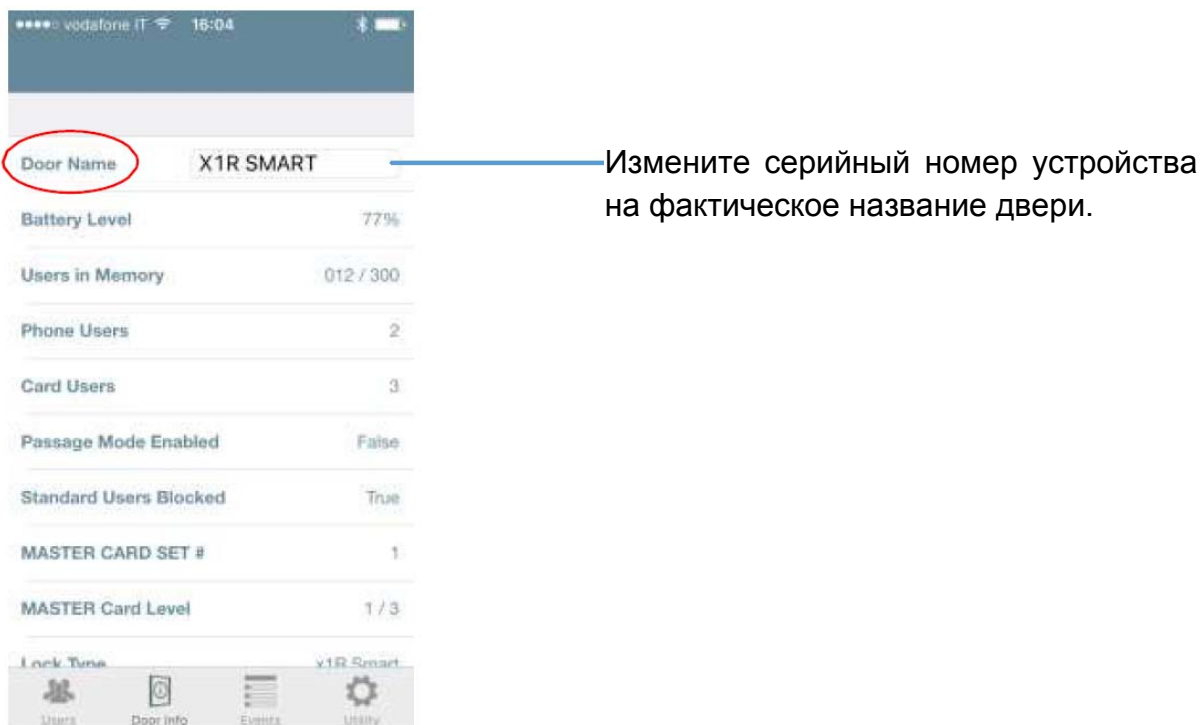 vodafone IT 16:04
Door Name X1R SMART
Измените серийный номер устройства
на фактическое название двери.
Battery Level 77%
Users in Memory 012 / 300
Phone Users 2
Card Users 3
Passage Mode Enabled False
Standard Users Blocked True
MASTER CARD SET # 1
MASTER Card Level 1 / 3
Lock Type x1R Smart
Users Door Info Events Utility